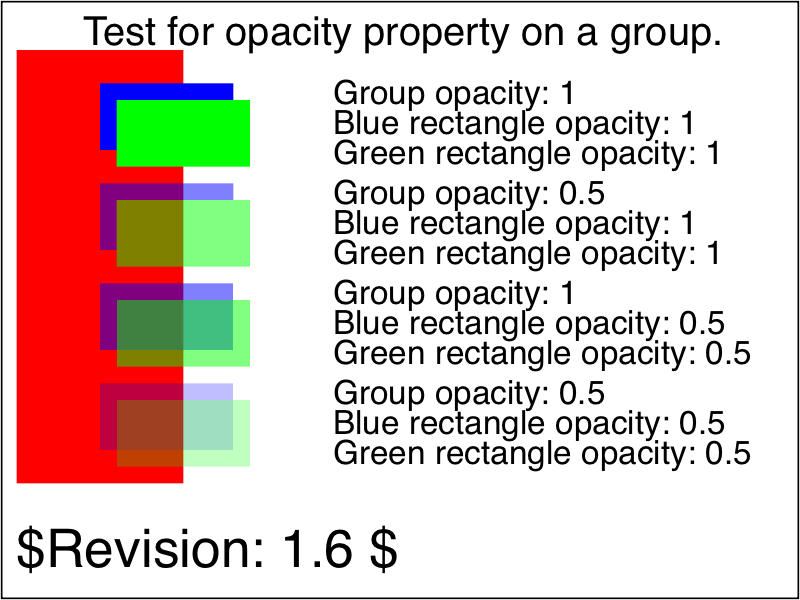 Test for opacity property on a group.
Group opacity: 1
Blue rectangle opacity: 1
Green rectangle opacity: 1
Group opacity: 0.5
Blue rectangle opacity: 1
Green rectangle opacity: 1
Group opacity: 1
Blue rectangle opacity: 0.5
Green rectangle opacity: 0.5
Group opacity: 0.5
Blue rectangle opacity: 0.5
Green rectangle opacity: 0.5
$Revision: 1.6 $